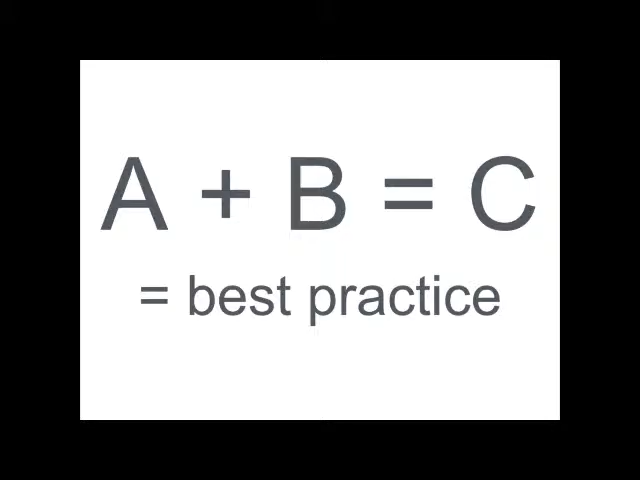 A + B = C
= best practice